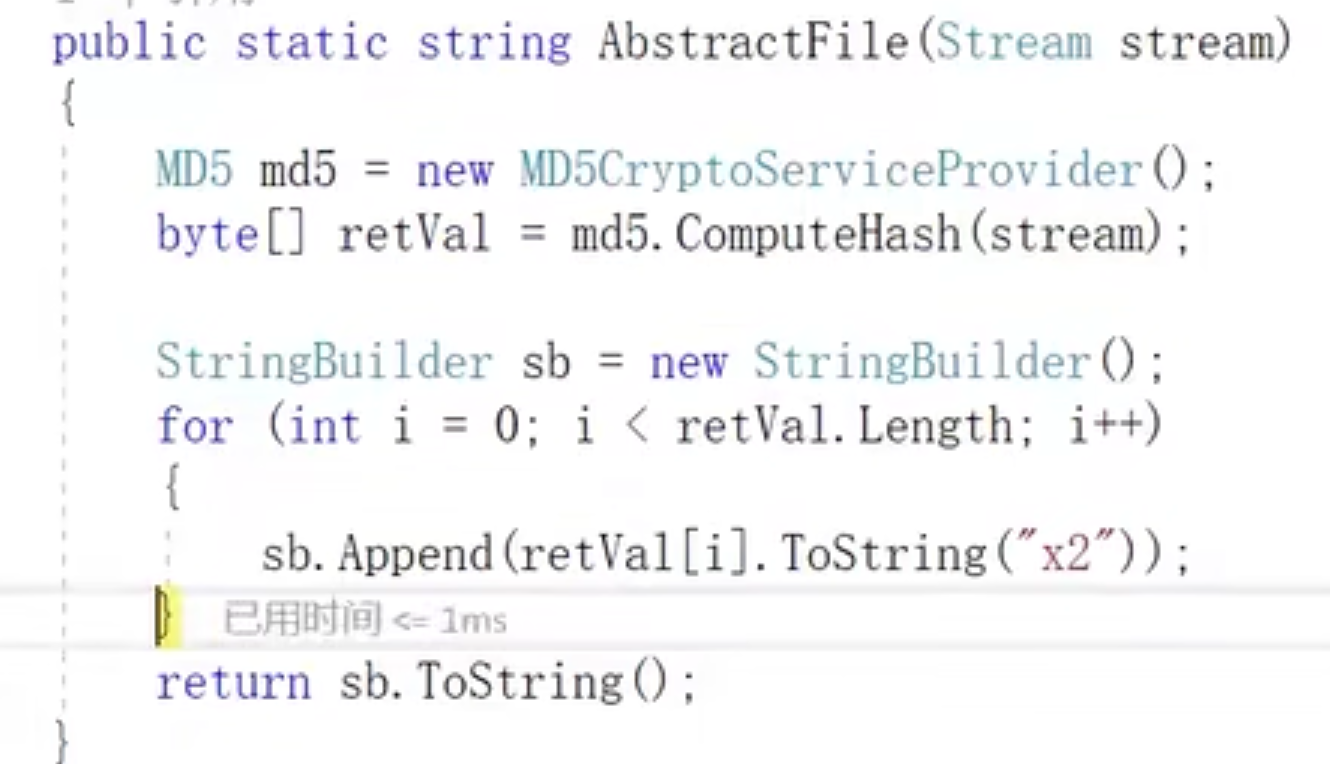 public static string AbstractFile(Stream stream)
{
MD5 md5 = new MD5CryptoServiceProvider();
byte[] retVal = md5.ComputeHash(stream);
StringBuilder sb = new StringBuilder();
for (int i = 0; i < retVal.Length; i++)
{
sb.Append(retVal[i].ToString("x2"));
} 已用时间 <= 1ms
return sb.ToString();
}